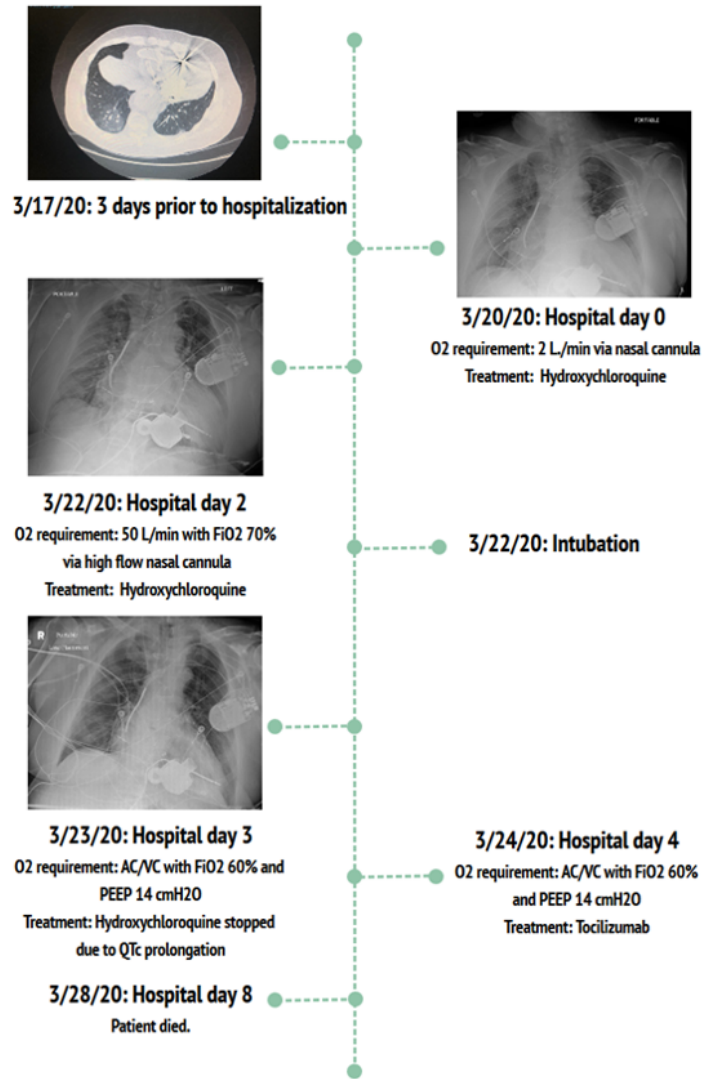 3/17/20: 3 days prior to hospitalization
PORTABLE
3/20/20: Hospital day 0
O2 requirement: 2 L./min via nasal cannula
Treatment: Hydroxychloroquine
PORTABLE
LEFT
3/22/20: Hospital day 2
O2 requirement: 50 L/min with FiO2 70%
via high flow nasal cannula
Treatment: Hydroxychloroquine
3/22/20: Intubation
R
3/23/20: Hospital day 3
O2 requirement: AC/VC with FiO2 60% and
PEEP 14 cmH2O
Treatment: Hydroxychloroquine stopped
due to QTc prolongation
3/24/20: Hospital day 4
O2 requirement: AC/VC with FiO2 60%
and PEEP 14 cmH2O
Treatment: Tocilizumab
3/28/20: Hospital day 8
Patient died.